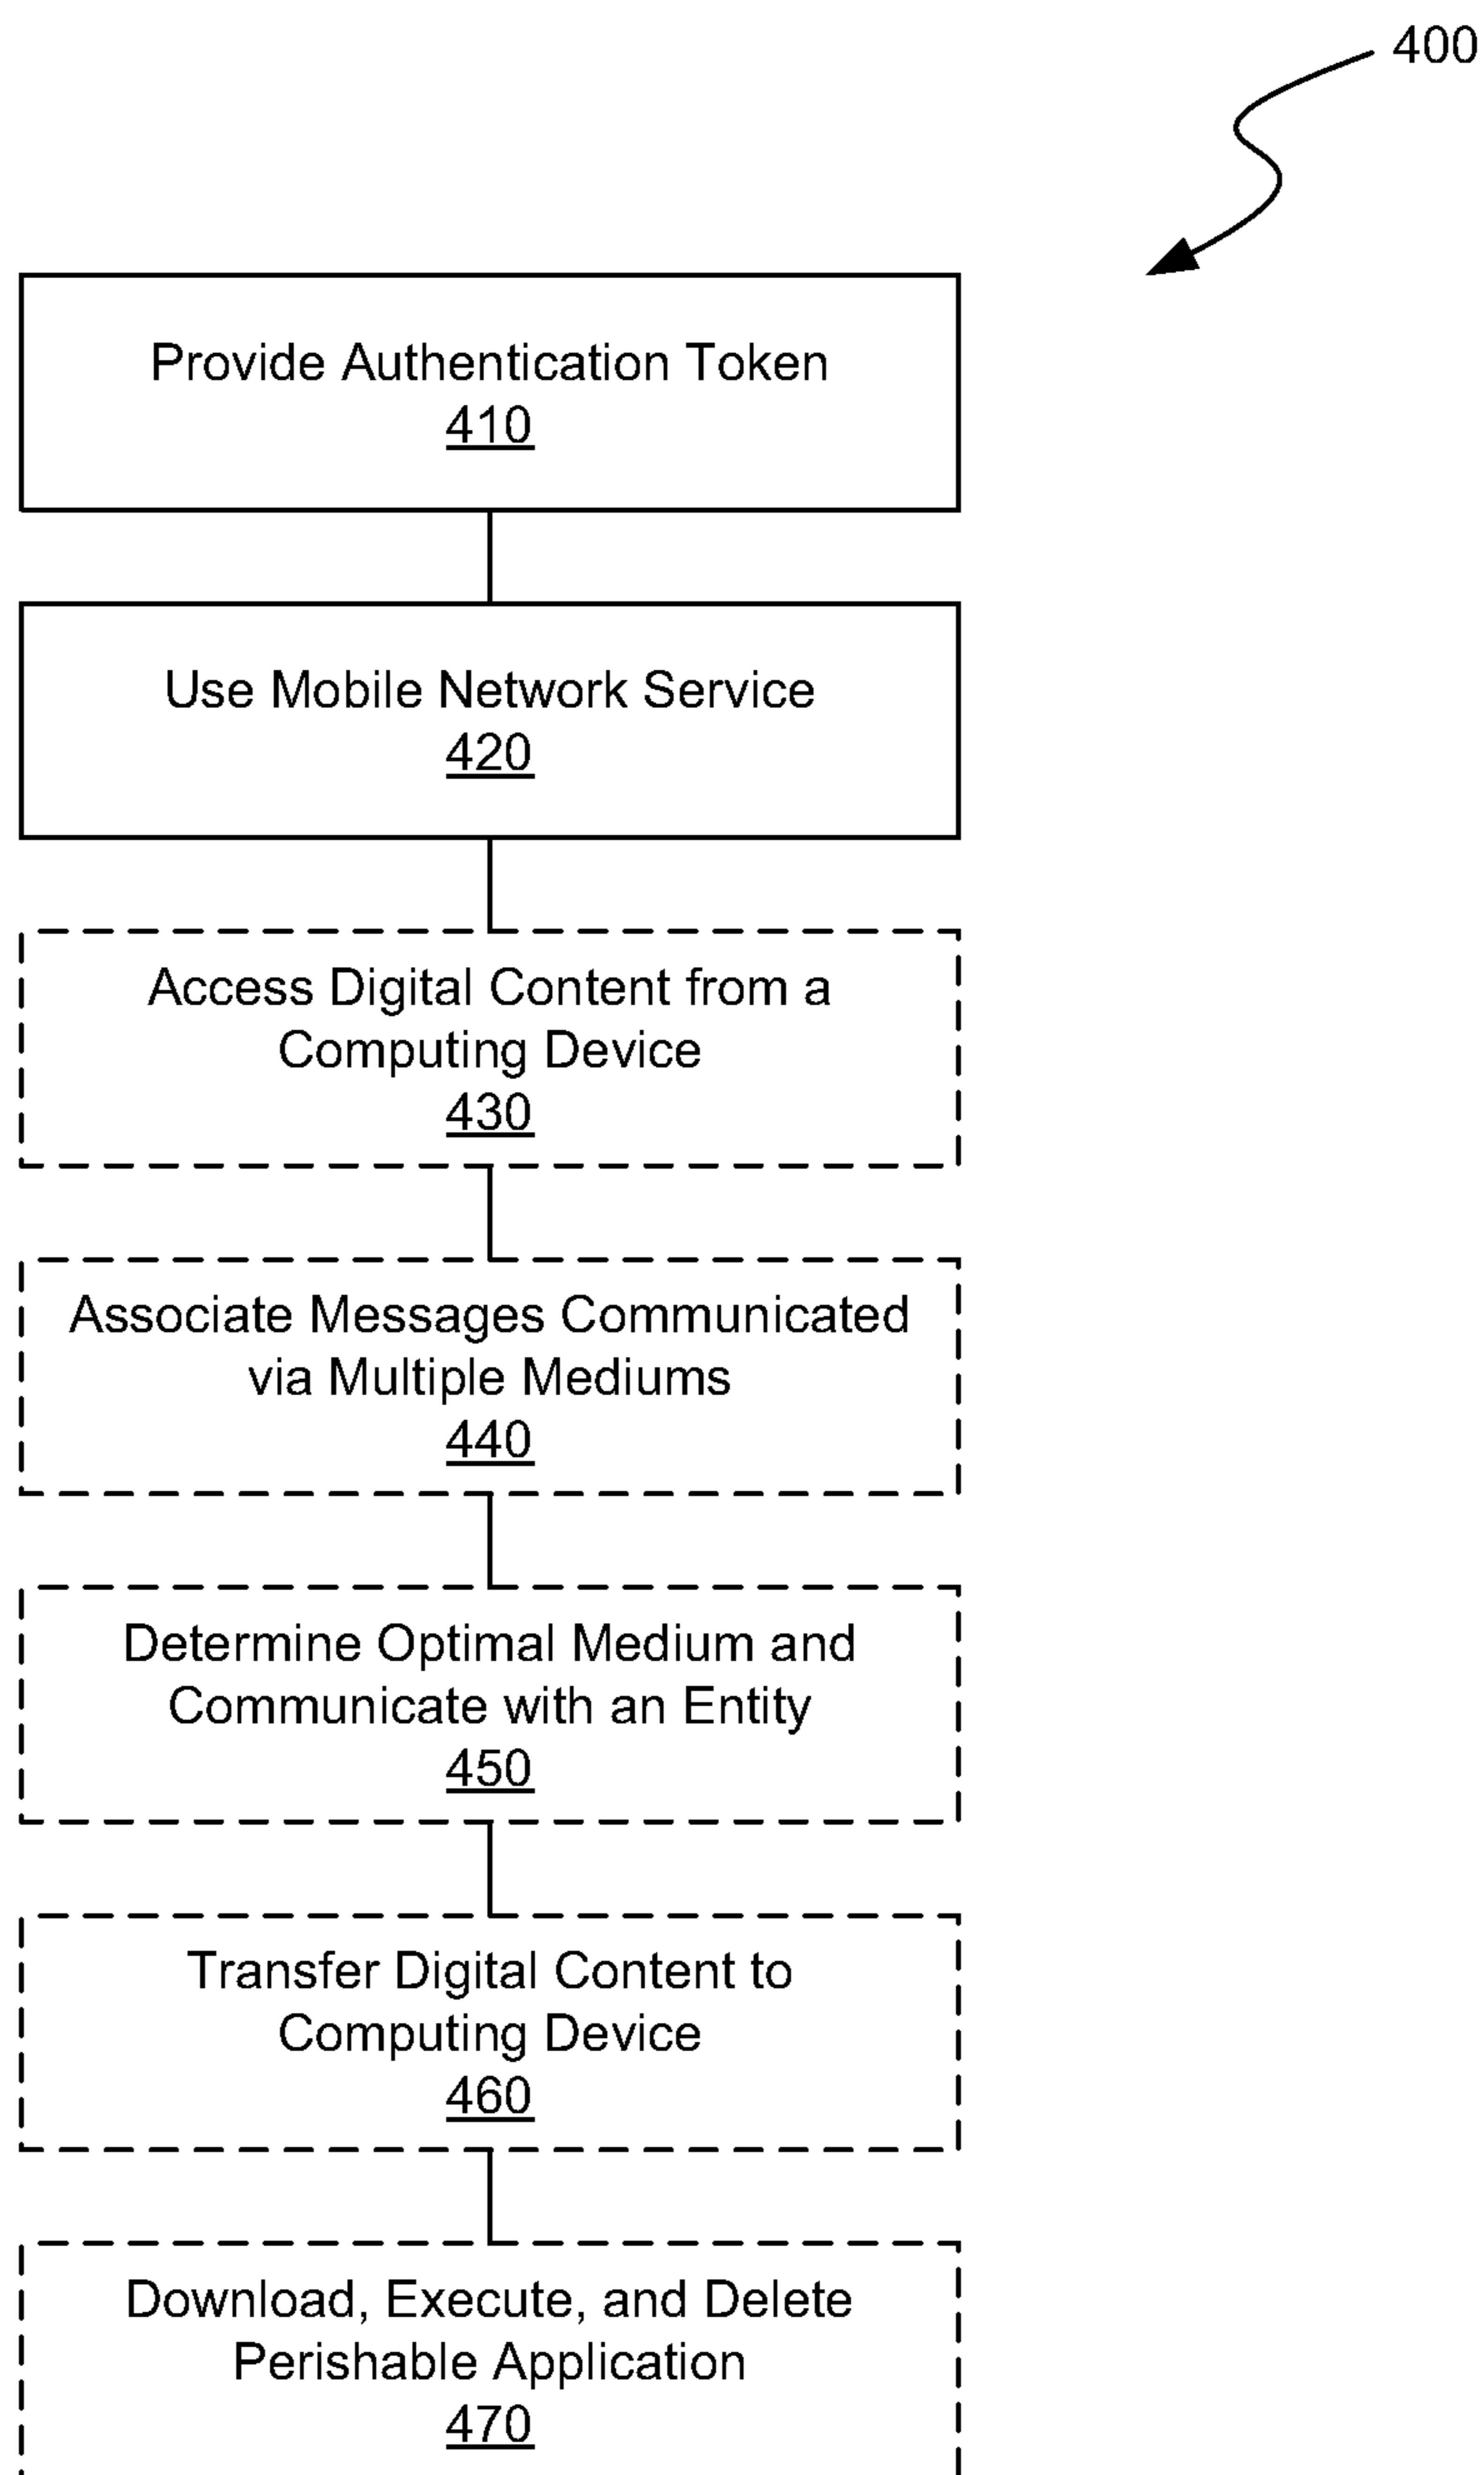 400
Provide Authentication Token
410
Use Mobile Network Service
420
Access Digital Content from a
Computing Device
430
Associate Messages Communicated
via Multiple Mediums
440
Determine Optimal Medium and
Communicate with an Entity
450
Transfer Digital Content to
Computing Device
460
Download, Execute, and Delete
Perishable Application
470